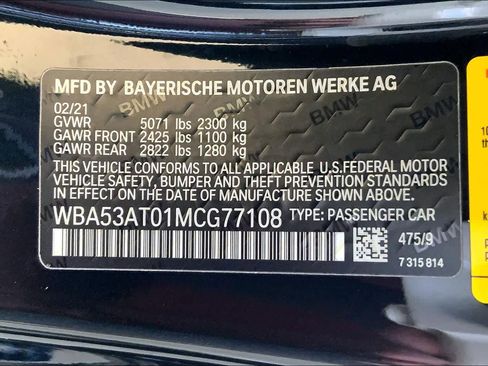 MFD BY BAYERISCHE MOTOREN WERKE AG
02/21
GVWR 5071 lbs 2300 kg
GAWR FRONT 2425 lbs 1100 kg
GAWR REAR 2822 lbs 1280 kg
THIS VEHICLE CONFORMS TO ALL APPLICABLE U.S.FEDERAL MOTOR
VEHICLE SAFETY, BUMPER AND THEFT PREVENTION STANDARDS
IN EFFECT ON THE DATE OF MANUFACTURE SHOWN ABOVE.
WBA53AT01MCG77108 TYPE: PASSENGER CAR
475/9
7 315 814